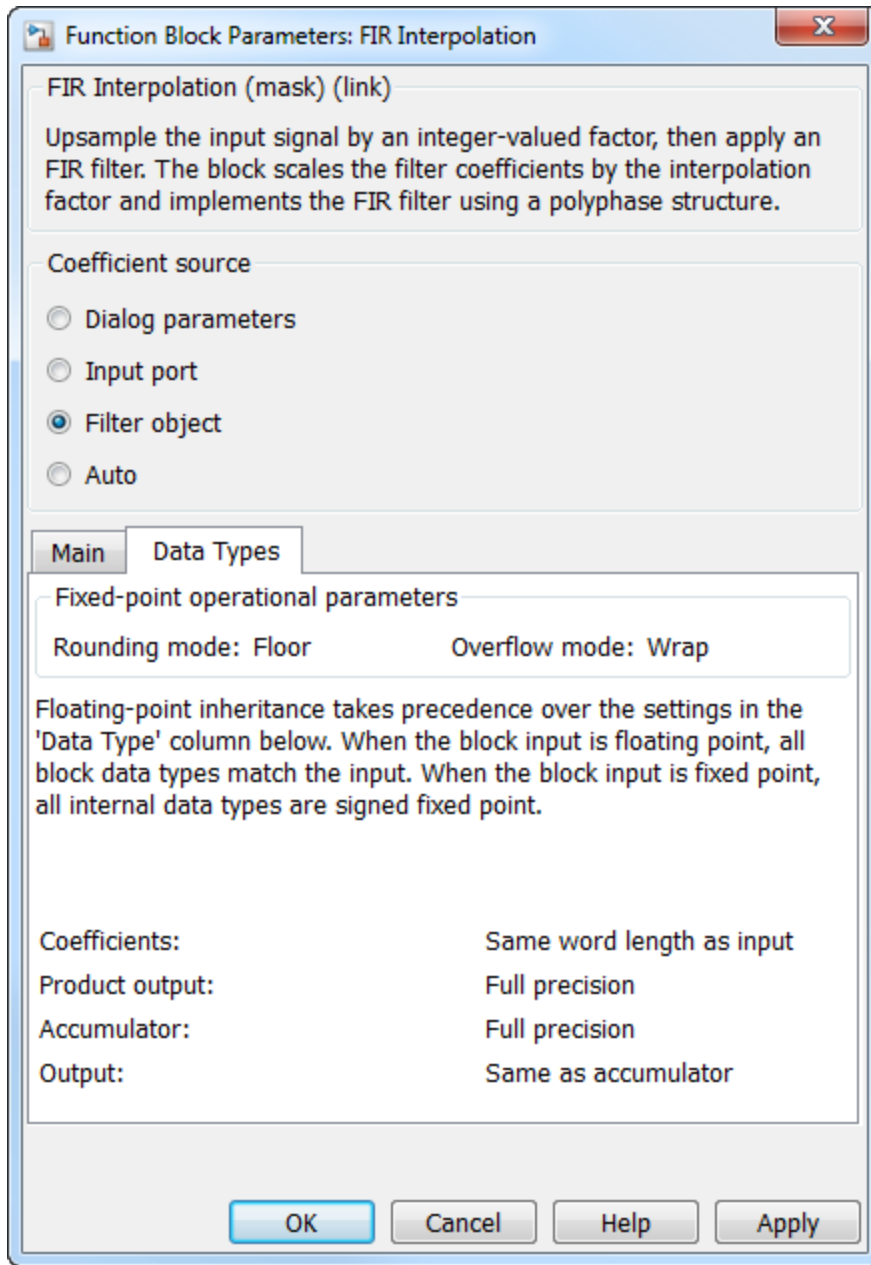 Function Block Parameters: FIR Interpolation
FIR Interpolation (mask) (link)
Upsample the input signal by an integer-valued factor, then apply an
FIR filter. The block scales the filter coefficients by the interpolation
factor and implements the FIR filter using a polyphase structure.
Coefficient source
Dialog parameters
Input port
Filter object
Auto
Main Data Types
Fixed-point operational parameters
Rounding mode: Floor Overflow mode: Wrap
Floating-point inheritance takes precedence over the settings in the
'Data Type' column below. When the block input is floating point, all
block data types match the input. When the block input is fixed point,
all internal data types are signed fixed point.
Coefficients: Same word length as input
Product output: Full precision
Accumulator: Full precision
Output: Same as accumulator
OK Cancel Help Apply